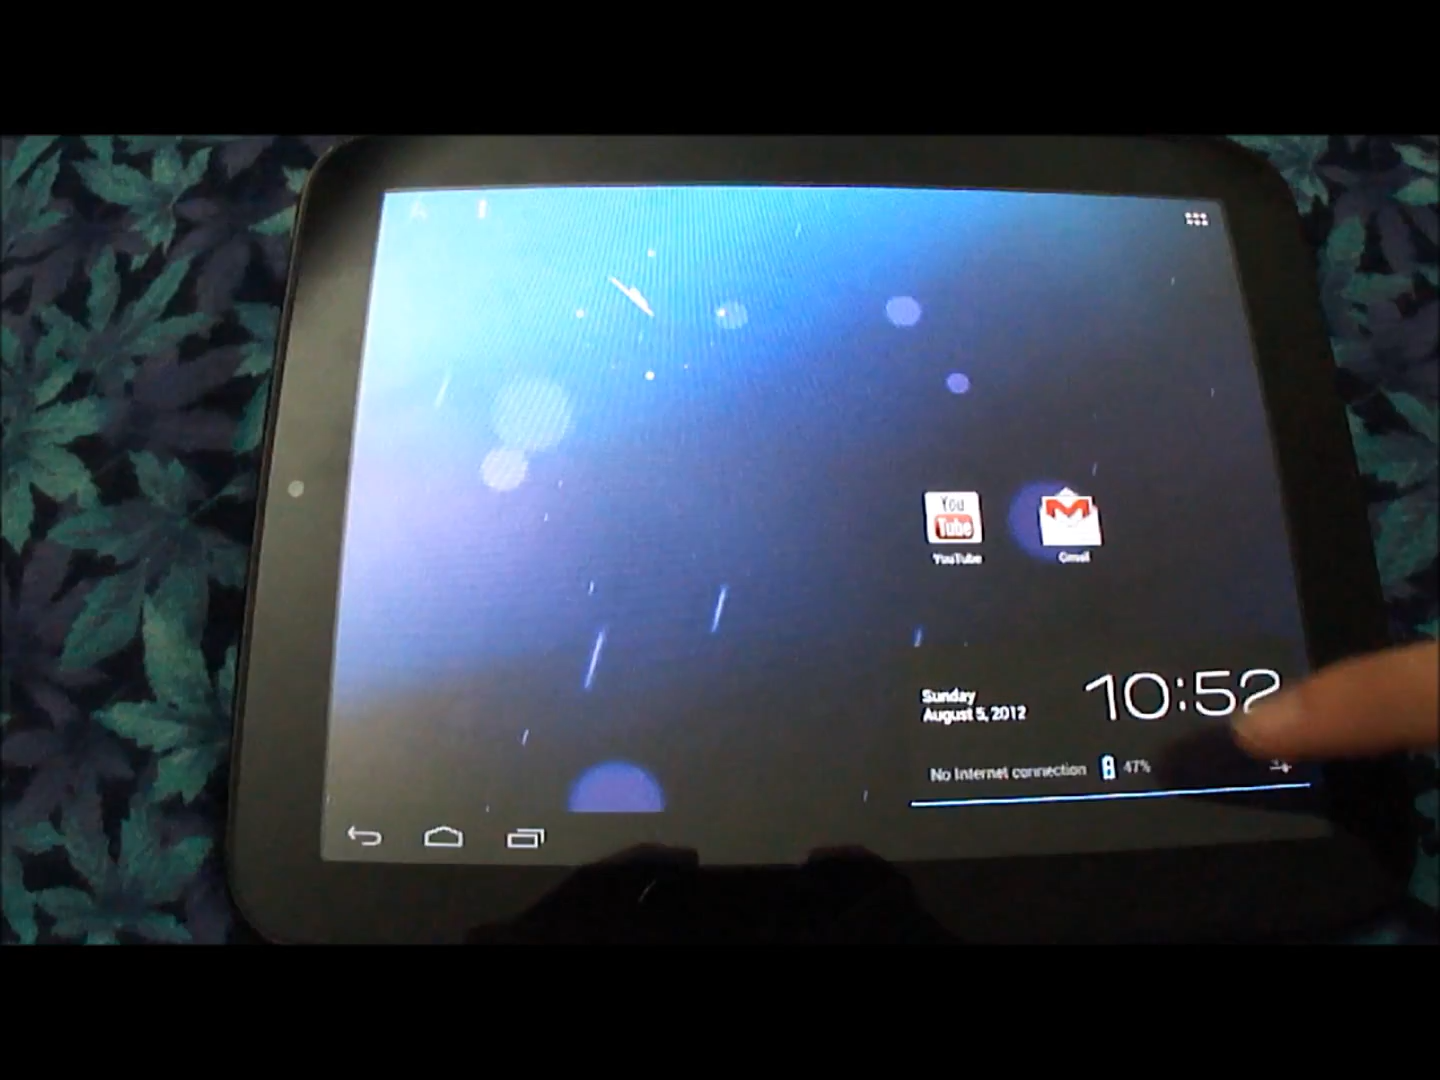 You
Tube
YouTube
Gmail
Sunday
August 5, 2012
10:52
No Internet connection
47%